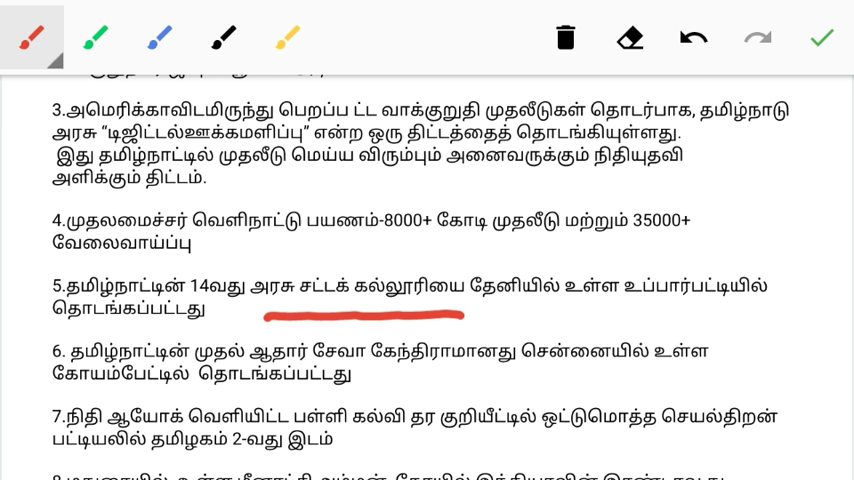 3.அமெரிக்காவிடமிருந்து பெறப்ப ட்ட வாக்குறுதி முதலீடுகள் தொடர்பாக, தமிழ்நாடு
அரசு “டிஜிட்டல்ஊக்கமளிப்பு” என்ற ஒரு திட்டத்தைத் தொடங்கியுள்ளது.
இது தமிழ்நாட்டில் முதலீடு மெய்ய விரும்பும் அனைவருக்கும் நிதியுதவி
அளிக்கும் திட்டம்.
4.முதலமைச்சர் வெளிநாட்டு பயணம்-8000+ கோடி முதலீடு மற்றும் 35000+
வேலைவாய்ப்பு
5.தமிழ்நாட்டின் 14வது அரசு சட்டக் கல்லூரியை தேனியில் உள்ள உப்பார்பட்டியில்
தொடங்கப்பட்டது
6. தமிழ்நாட்டின் முதல் ஆதார் சேவா கேந்திராமானது சென்னையில் உள்ள
கோயம்பேட்டில் தொடங்கப்பட்டது
7.நிதி ஆயோக் வெளியிட்ட பள்ளி கல்வி தர குறியீட்டில் ஒட்டுமொத்த செயல்திறன்
பட்டியலில் தமிழகம் 2-வது இடம்